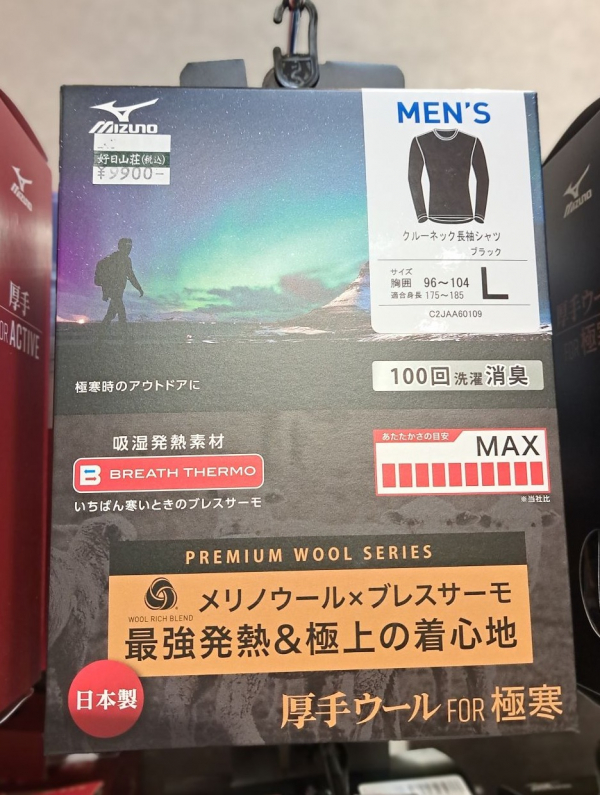 MIZUNO
好日山荘(税込)
¥9900-
MEN'S
クルーネック長袖シャツ
ブラック
サイズ
胸囲 96～104
適合身長 175～185
L
C2JAA60109
極寒時のアウトドアに
100回洗濯消臭
吸湿発熱素材
B BREATH THERMO
いちばん寒いときのブレスサーモ
あたたかさの目安
MAX
※当社比
PREMIUM WOOL SERIES
WOOL RICH BLEND
メリノウール×ブレスサーモ
最強発熱&極上の着心地
日本製
厚手ウール FOR 極寒
MIZUNO
厚手
FOR ACTIVE
MIZUNO
厚手ウール
FOR 極寒